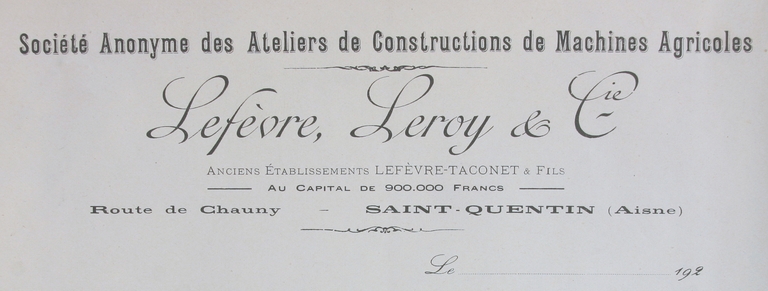 Société Anonyme des Ateliers de Constructions de Machines Agricoles
Lefèvre, Leroy & Cie
Anciens Établissements LEFÈVRE-TACONET & Fils
Au Capital de 900.000 Francs
Route de Chauny - SAINT-QUENTIN (Aisne)
Le 192